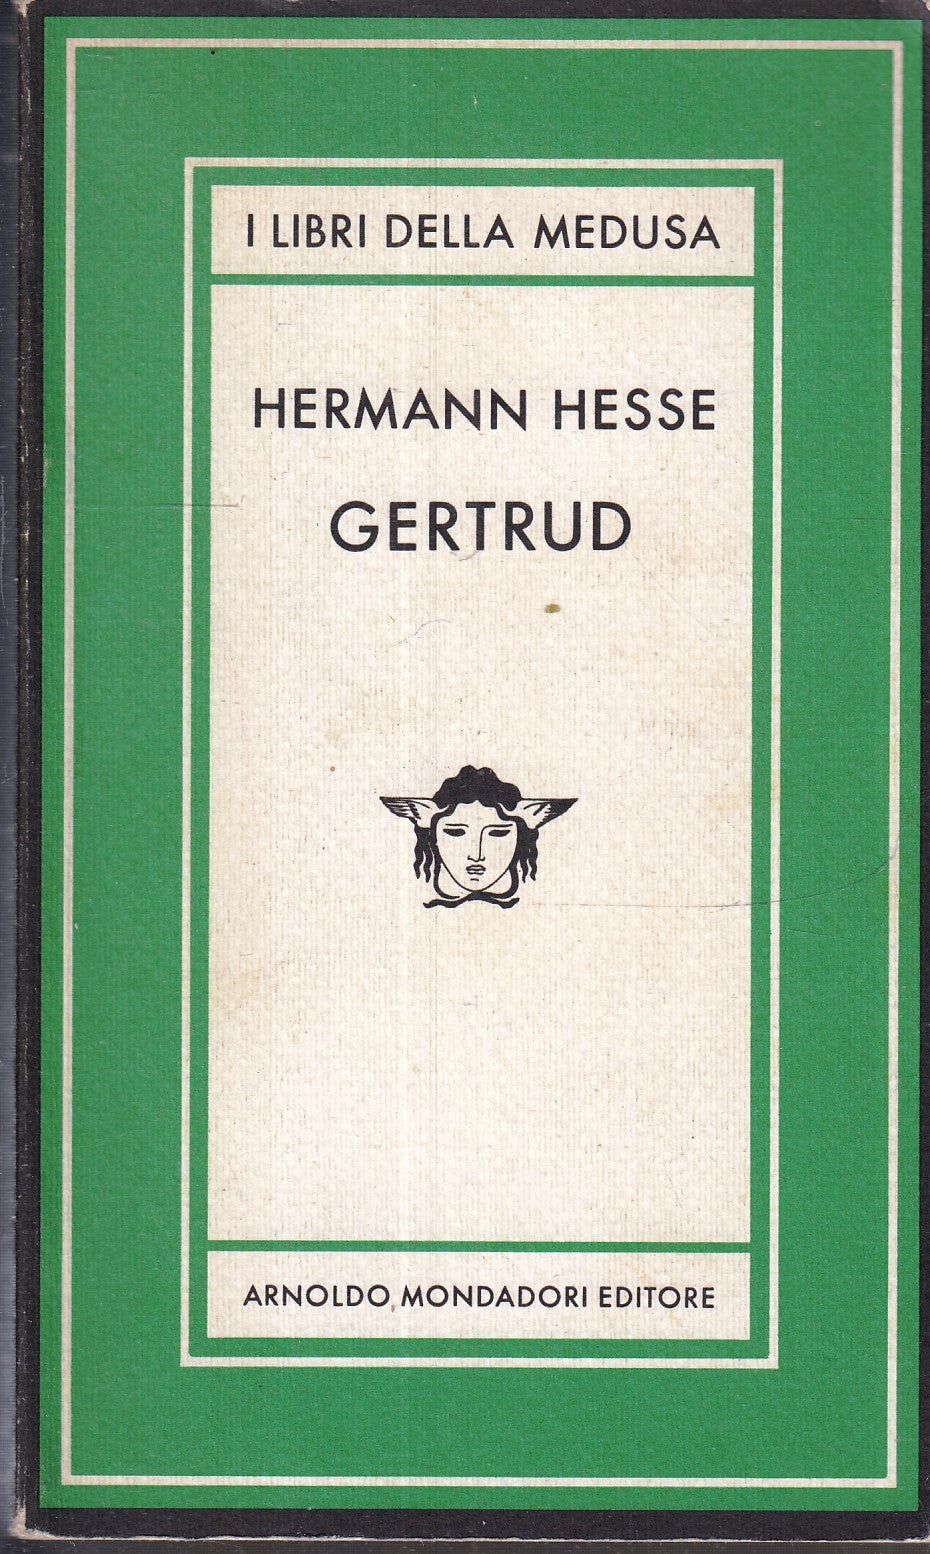 I LIBRI DELLA MEDUSA
HERMANN HESSE
GERTRUD
ARNOLDO MONDADORI EDITORE